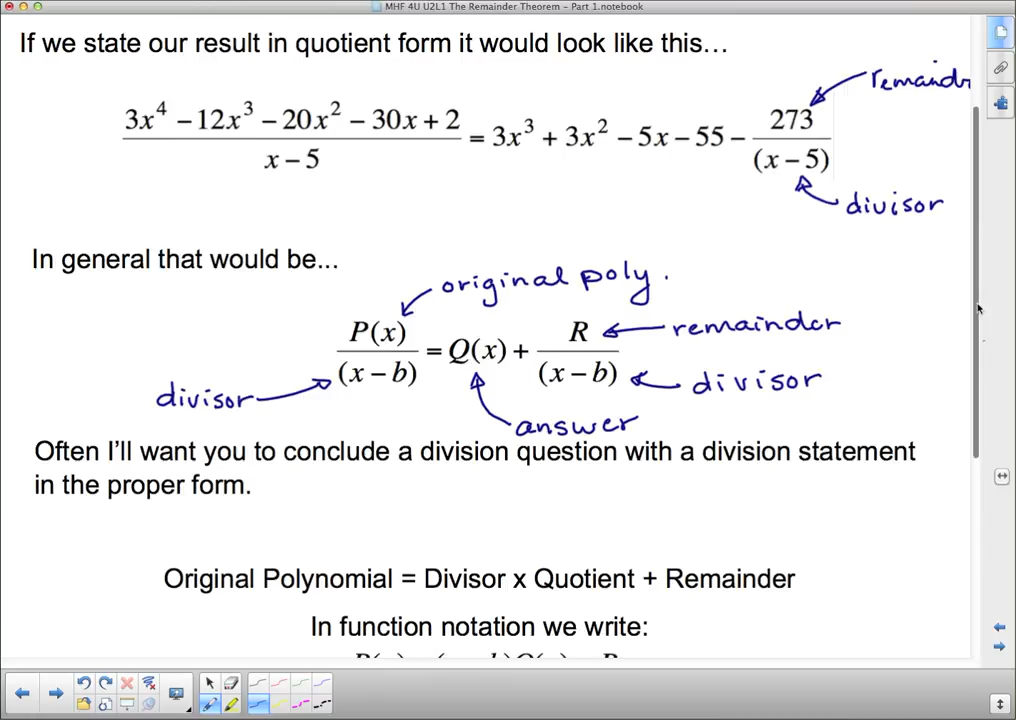 MHF 4U U2L1 The Remainder Theorem - Part 1.notebook
If we state our result in quotient form it would look like this…
remaindr
(3x⁴ − 12x³ − 20x² − 30x + 2)/(x − 5) = 3x³ + 3x² − 5x − 55 − 273/(x − 5)
divisor
In general that would be...
original poly.
P(x)/(x − b) = Q(x) + R/(x − b)
remainder
divisor
divisor
answer
Often I’ll want you to conclude a division question with a division statement
in the proper form.
Original Polynomial = Divisor x Quotient + Remainder
In function notation we write: